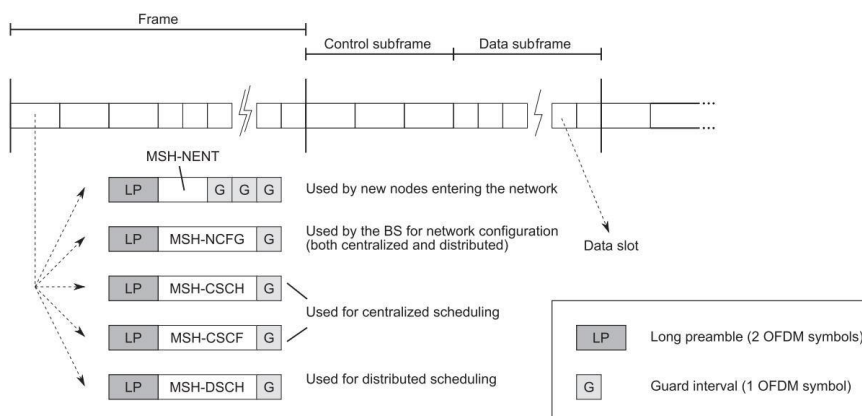 Frame
Control subframe
Data subframe
MSH-NENT
LP G G G
Used by new nodes entering the network
LP MSH-NCFG G
Used by the BS for network configuration
(both centralized and distributed)
Data slot
LP MSH-CSCH G
Used for centralized scheduling
LP MSH-CSCF G
LP MSH-DSCH G
Used for distributed scheduling
LP Long preamble (2 OFDM symbols)
G Guard interval (1 OFDM symbol)